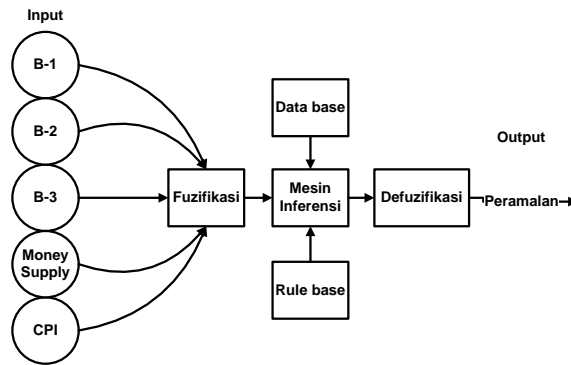 Input
B-1
B-2
B-3
Money
Supply
CPI
Fuzifikasi
Data base
Mesin
Inferensi
Rule base
Defuzifikasi
Output
Peramalan